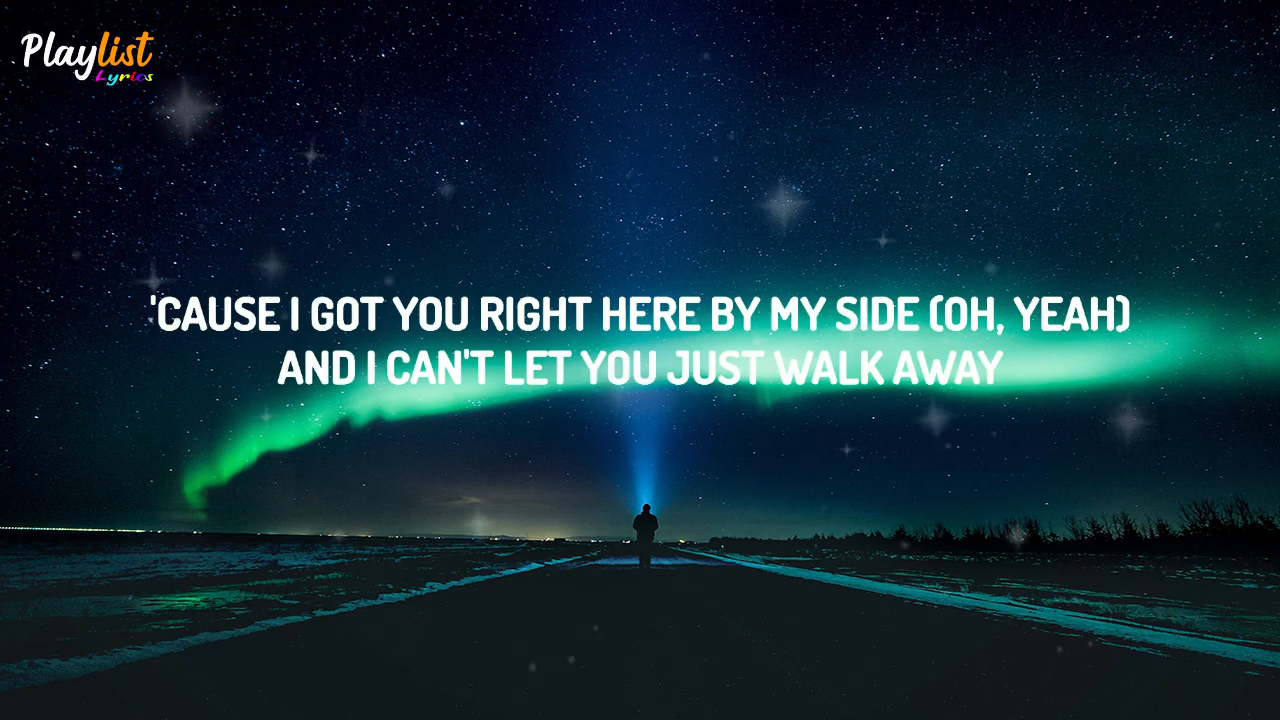 Playlist
Lyrics
'CAUSE I GOT YOU RIGHT HERE BY MY SIDE (OH, YEAH)
AND I CAN'T LET YOU JUST WALK AWAY